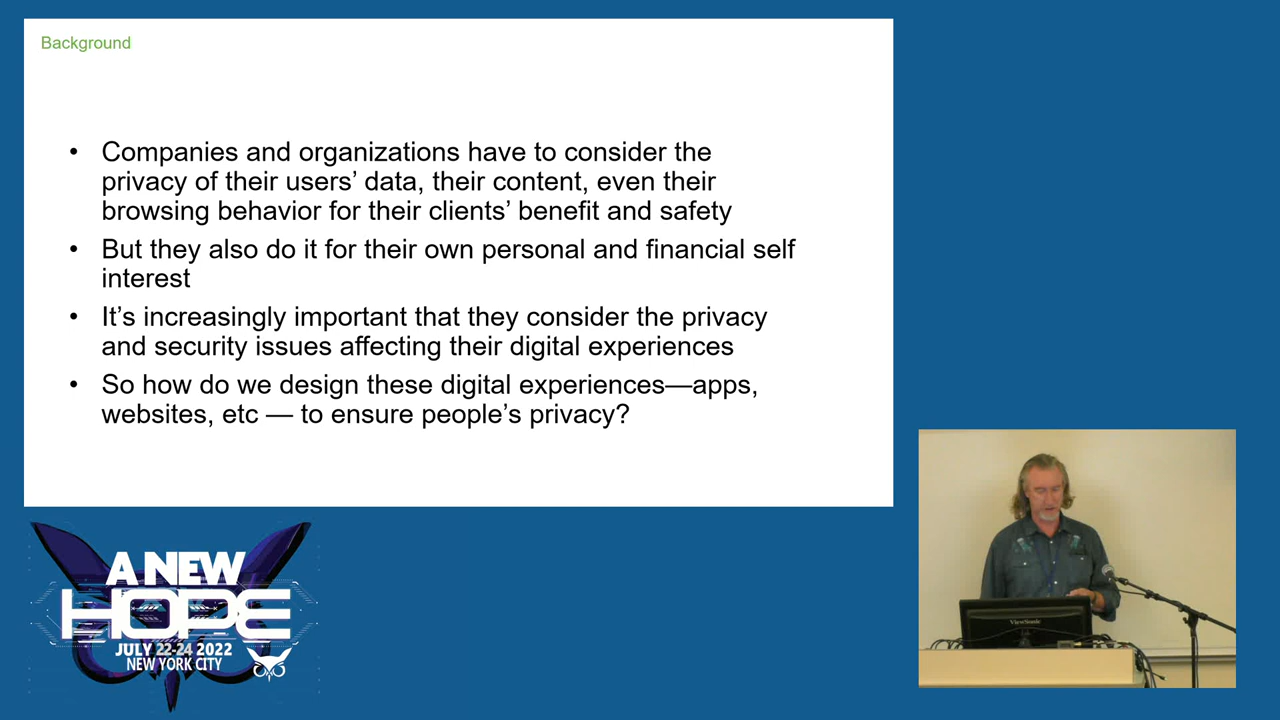 Background
• Companies and organizations have to consider the
privacy of their users’ data, their content, even their
browsing behavior for their clients’ benefit and safety
• But they also do it for their own personal and financial self
interest
• It’s increasingly important that they consider the privacy
and security issues affecting their digital experiences
• So how do we design these digital experiences—apps,
websites, etc — to ensure people’s privacy?
A NEW
HOPE
JULY 22-24 2022
NEW YORK CITY
ViewSonic